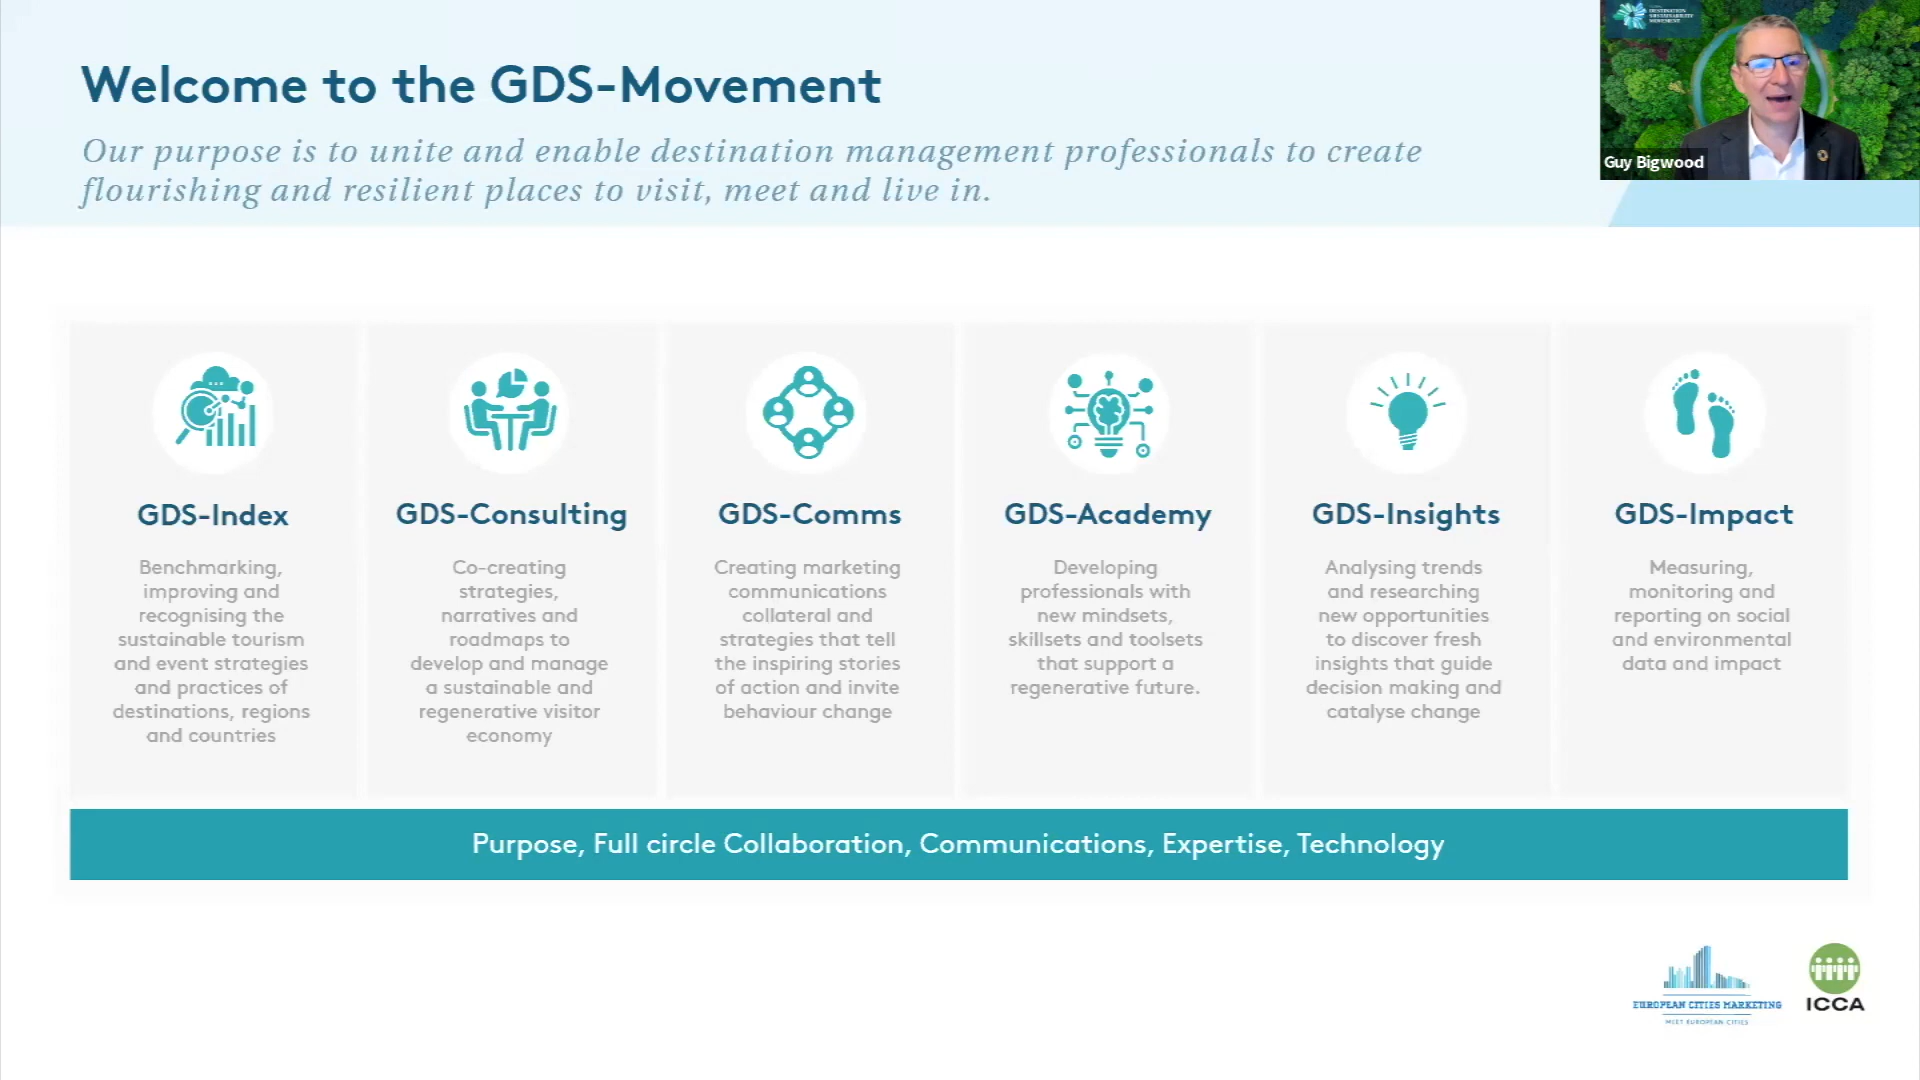 Welcome to the GDS-Movement
Our purpose is to unite and enable destination management professionals to create
flourishing and resilient places to visit, meet and live in.
DESTINATION
SUSTAINABILITY
MOVEMENT
Guy Bigwood
GDS-Index
Benchmarking,
improving and
recognising the
sustainable tourism
and event strategies
and practices of
destinations, regions
and countries
GDS-Consulting
Co-creating
strategies,
narratives and
roadmaps to
develop and manage
a sustainable and
regenerative visitor
economy
GDS-Comms
Creating marketing
communications
collateral and
strategies that tell
the inspiring stories
of action and invite
behaviour change
GDS-Academy
Developing
professionals with
new mindsets,
skillsets and toolsets
that support a
regenerative future.
GDS-Insights
Analysing trends
and researching
new opportunities
to discover fresh
insights that guide
decision making and
catalyse change
GDS-Impact
Measuring,
monitoring and
reporting on social
and environmental
data and impact
Purpose, Full circle Collaboration, Communications, Expertise, Technology
EUROPEAN CITIES MARKETING
MEET EUROPEAN CITIES
ICCA